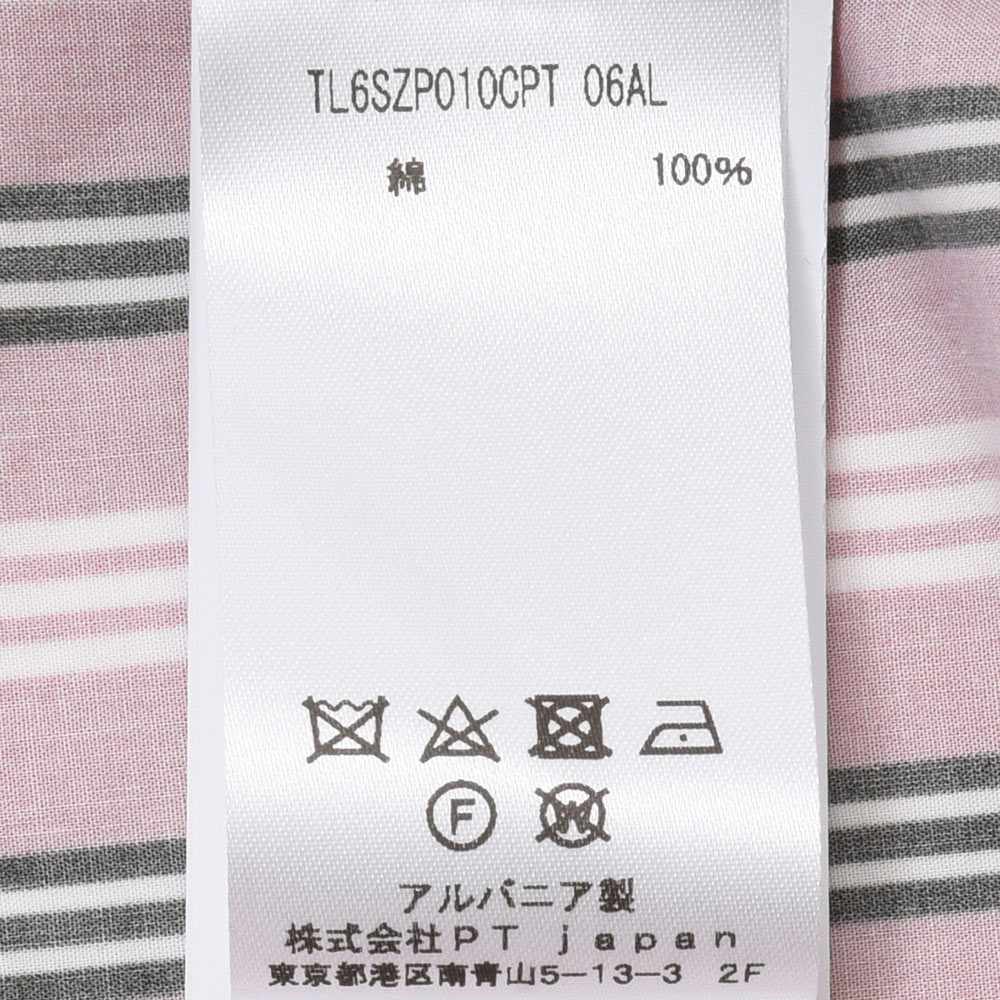 TL6SZP010CPT 06AL
綿 100%
F W
アルバニア製
株式会社PT japan
東京都港区南青山5-13-3 2F